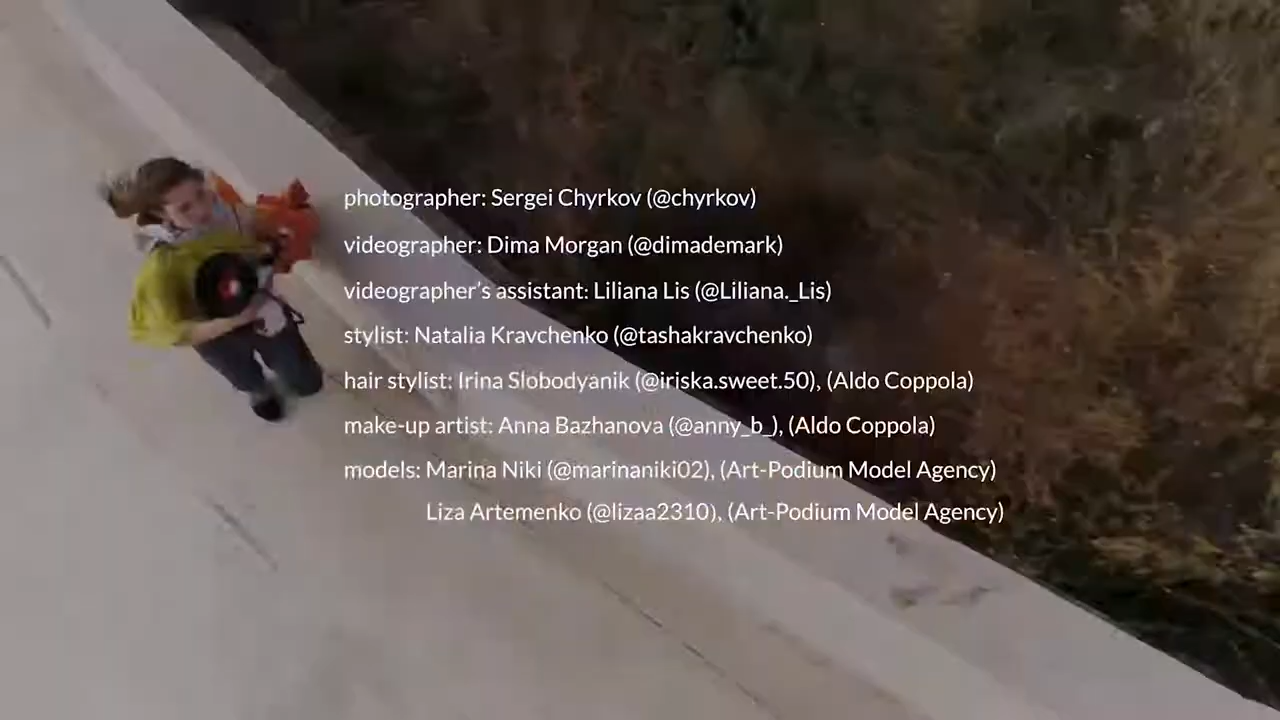 photographer: Sergei Chyrkov (@chyrkov)
videographer: Dima Morgan (@dimademark)
videographer's assistant: Liliana Lis (@Liliana._Lis)
stylist: Natalia Kravchenko (@tashakravchenko)
hair stylist: Irina Slobodyanik (@iriska.sweet.50), (Aldo Coppola)
make-up artist: Anna Bazhanova (@anny_b_), (Aldo Coppola)
models: Marina Niki (@marinaniki02), (Art-Podium Model Agency)
Liza Artemenko (@lizaa2310), (Art-Podium Model Agency)